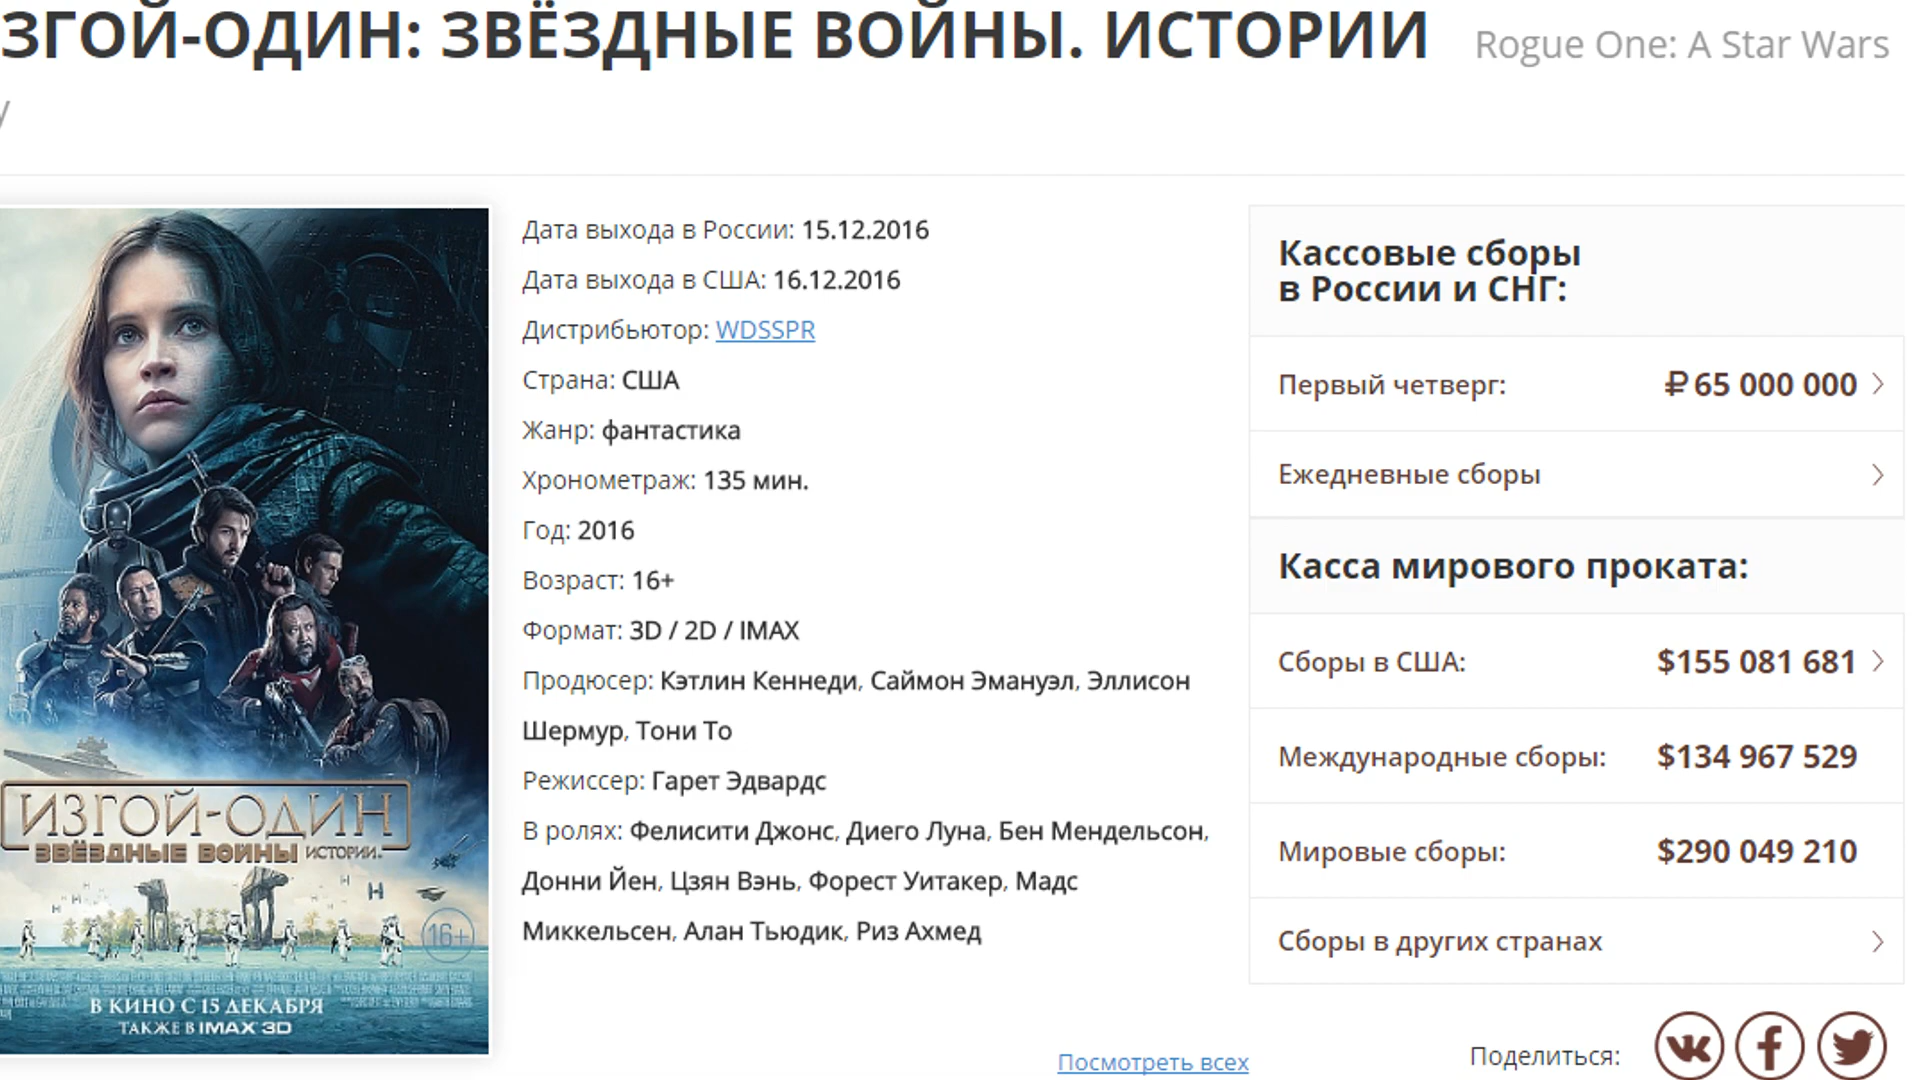 ЗГОЙ-ОДИН: ЗВЁЗДНЫЕ ВОЙНЫ. ИСТОРИИ Rogue One: A Star Wars
y
ИЗГОЙ-ОДИН
ЗВЁЗДНЫЕ ВОЙНЫ ИСТОРИИ.
16+
В КИНО С 15 ДЕКАБРЯ
ТАКЖЕ В IMAX 3D
Дата выхода в России: 15.12.2016
Дата выхода в США: 16.12.2016
Дистрибьютор: WDSSPR
Страна: США
Жанр: фантастика
Хронометраж: 135 мин.
Год: 2016
Возраст: 16+
Формат: 3D / 2D / IMAX
Продюсер: Кэтлин Кеннеди, Саймон Эмануэл, Эллисон
Шермур, Тони То
Режиссер: Гарет Эдвардс
В ролях: Фелисити Джонс, Диего Луна, Бен Мендельсон,
Донни Йен, Цзян Вэнь, Форест Уитакер, Мадс
Миккельсен, Алан Тьюдик, Риз Ахмед
Посмотреть всех
Кассовые сборы
в России и СНГ:
Первый четверг: ₽ 65 000 000
Ежедневные сборы
Касса мирового проката:
Сборы в США: $155 081 681
Международные сборы: $134 967 529
Мировые сборы: $290 049 210
Сборы в других странах
Поделиться: